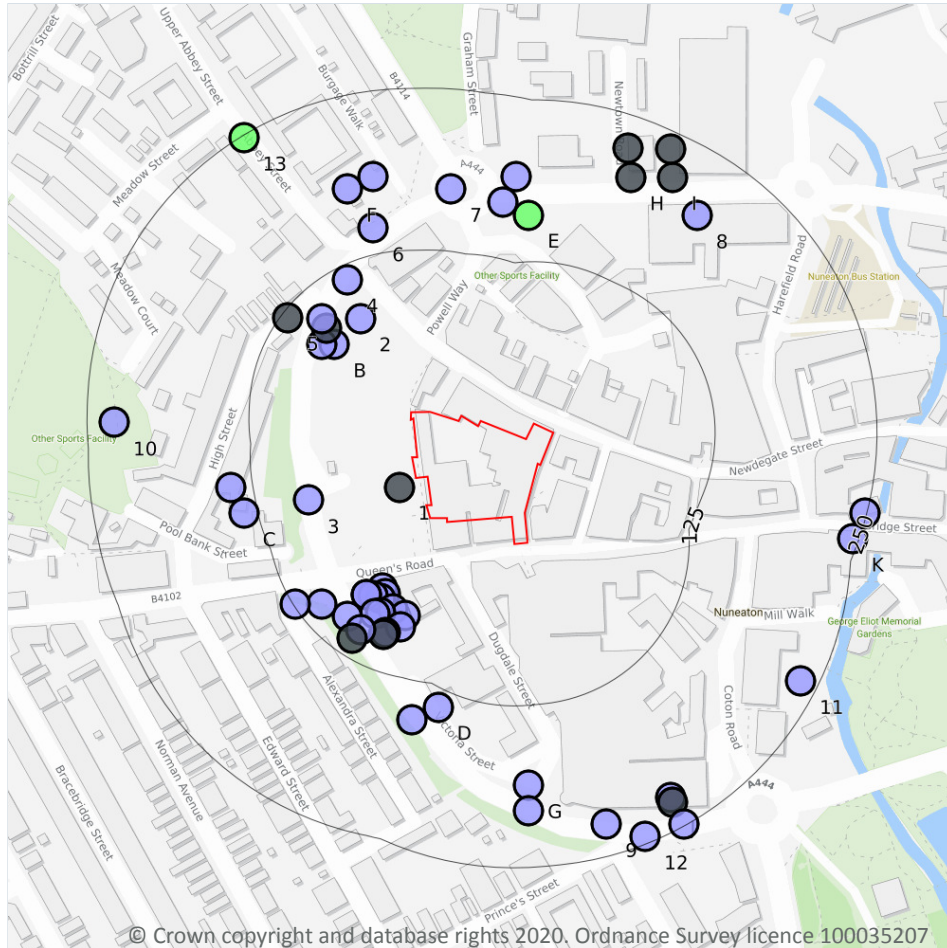 Bottrill Street
Upper Abbey Street
Burgage Walk
B4114
Graham Street
Newtown
Meadow Street
13
A444
H
I
F
7
E
8
6
Meadow Court
Other Sports Facility
Powell Way
Harefield Road
Nuneaton Bus Station
4
5
2
B
High Street
Other Sports Facility
10
Newdegate Street
1
3
C
Pool Bank Street
125
250
K
Queen's Road
B4102
Nuneaton
Mill Walk
George Eliot Memorial
Gardens
Dugdale Street
Alexandra Street
Coton Road
11
D
Edward Street
Norman Avenue
Bracebridge Street
G
A444
9
12
Prince's Street
© Crown copyright and database rights 2020. Ordnance Survey licence 100035207